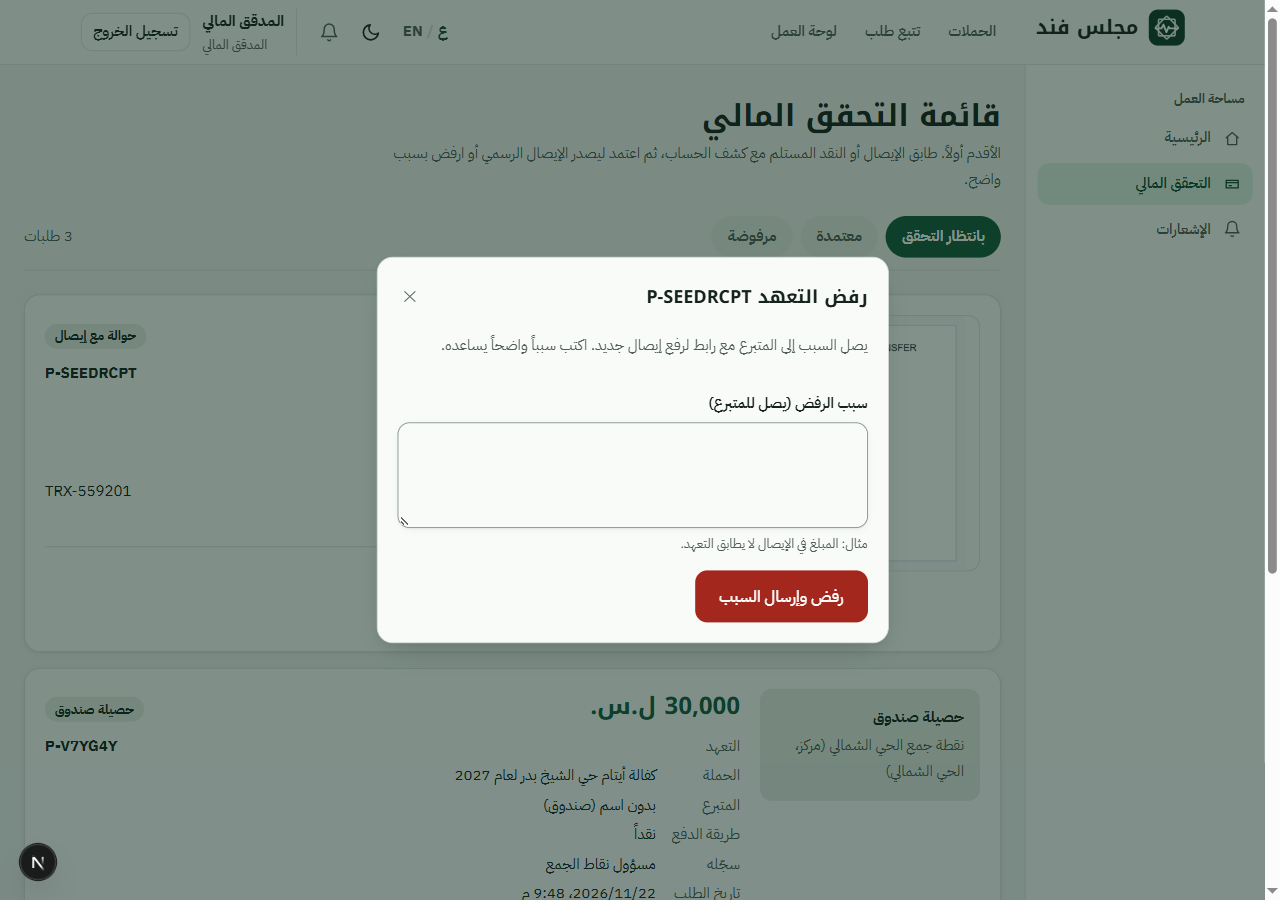 مجلس فند
الحملات
تتبع طلب
لوحة العمل
ع / EN
المدقق المالي
المدقق المالي
تسجيل الخروج
مساحة العمل
الرئيسية
التحقق المالي
الإشعارات
قائمة التحقق المالي
الأقدم أولاً. طابق الإيصال أو النقد المستلم مع كشف الحساب، ثم اعتمد ليصدر الإيصال الرسمي أو ارفض بسبب
واضح.
بانتظار التحقق
معتمدة
مرفوضة
3 طلبات
حوالة مع إيصال
P-SEEDRCPT
TRX-559201
رفض التعهد P-SEEDRCPT
يصل السبب إلى المتبرع مع رابط لرفع إيصال جديد. اكتب سبباً واضحاً يساعده.
سبب الرفض (يصل للمتبرع)
مثال: المبلغ في الإيصال لا يطابق التعهد.
رفض وإرسال السبب
حصيلة صندوق
نقطة جمع الحي الشمالي (مركز،
الحي الشمالي)
30,000 ل.س.
حصيلة صندوق
التعهد
P-V7YG4Y
الحملة
كفالة أيتام حي الشيخ بدر لعام 2027
المتبرع
بدون اسم (صندوق)
طريقة الدفع
نقداً
سجّله
مسؤول نقاط الجمع
تاريخ الطلب
2026/11/22، 9:48 م
N